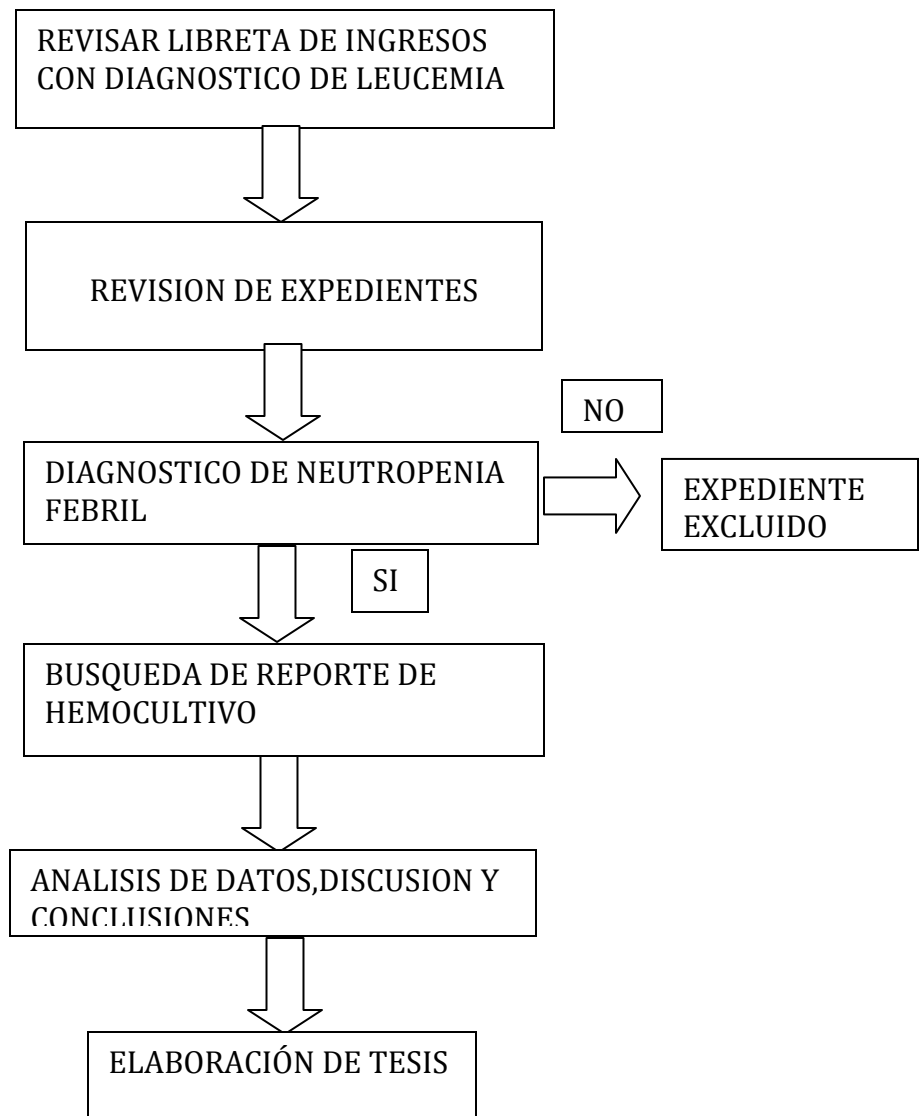 REVISAR LIBRETA DE INGRESOS
CON DIAGNOSTICO DE LEUCEMIA
REVISION DE EXPEDIENTES
NO
DIAGNOSTICO DE NEUTROPENIA
FEBRIL
EXPEDIENTE
EXCLUIDO
SI
BUSQUEDA DE REPORTE DE
HEMOCULTIVO
ANALISIS DE DATOS,DISCUSION Y
CONCLUSIONES
ELABORACIÓN DE TESIS